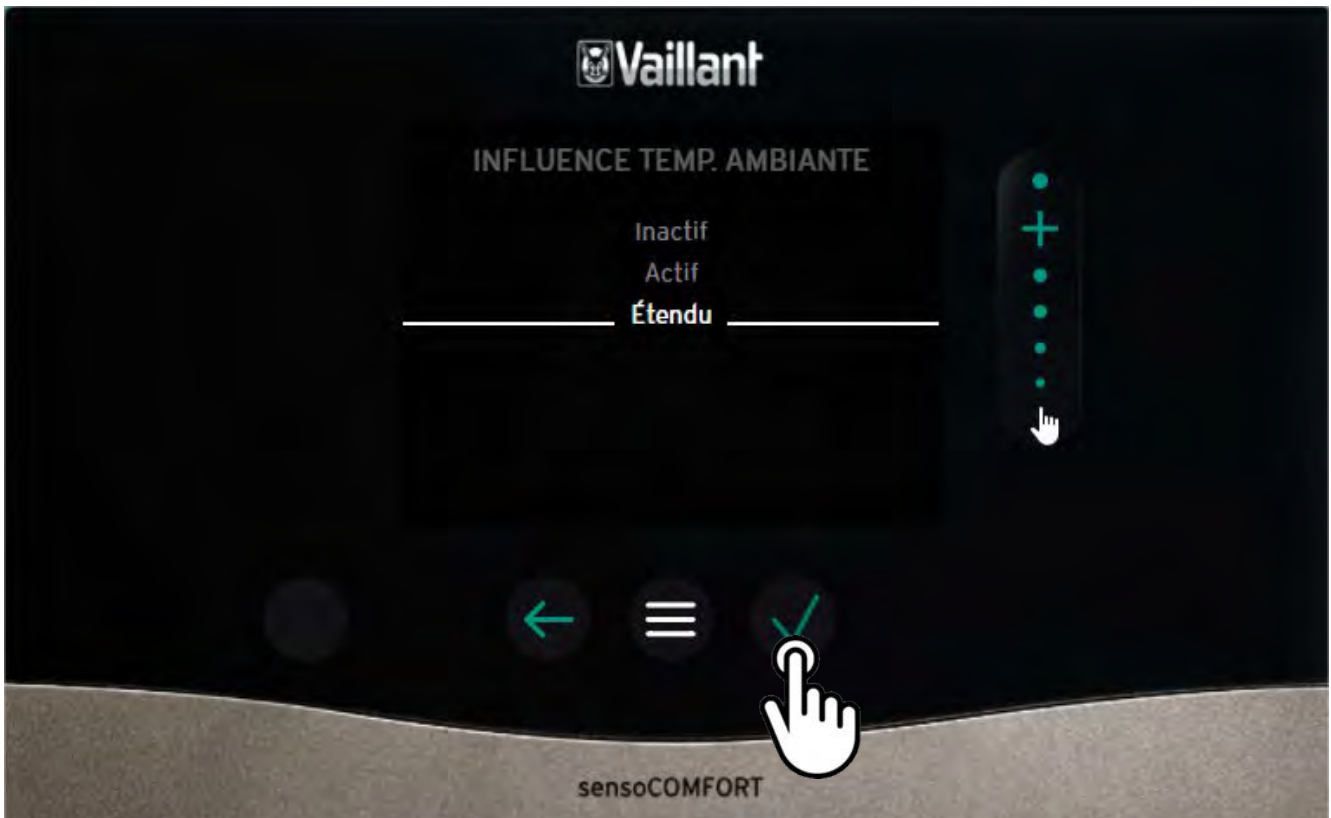 Vaillant
INFLUENCE TEMP. AMBIANTE
Inactif
Actif
Étendu
sensoCOMFORT